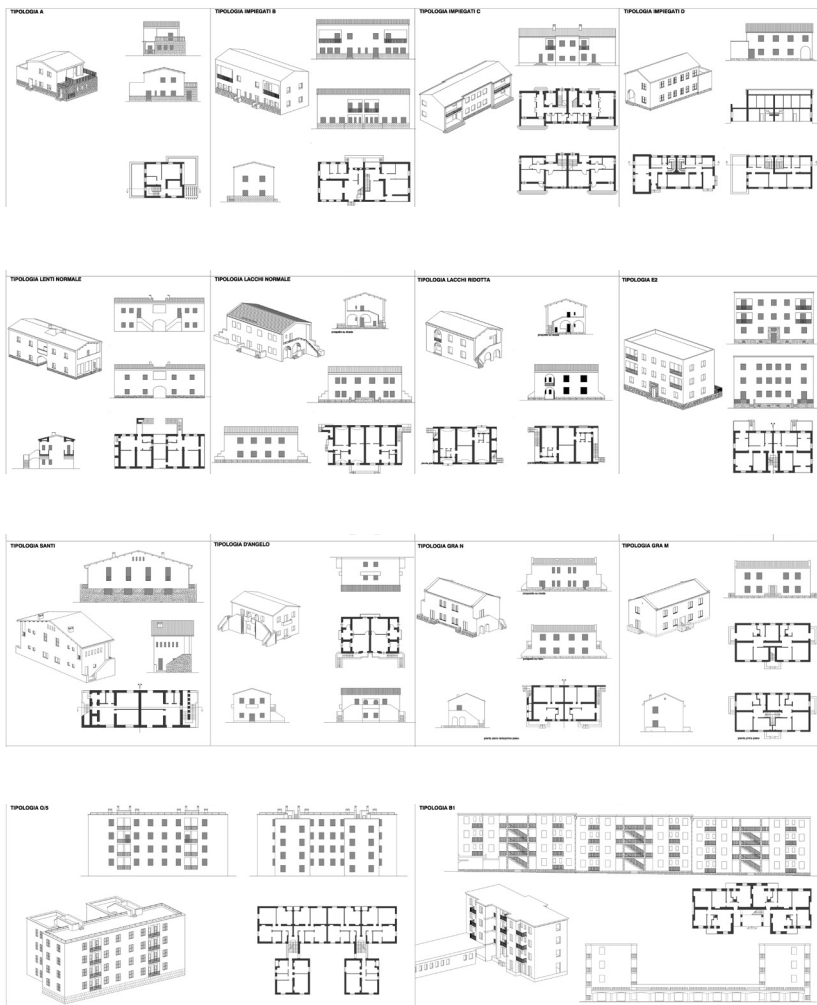 TIPOLOGIA A
TIPOLOGIA IMPIEGATI B
TIPOLOGIA IMPIEGATI C
TIPOLOGIA IMPIEGATI D
TIPOLOGIA LENTI NORMALE
TIPOLOGIA LACCHI NORMALE
TIPOLOGIA LACCHI RIDOTTA
TIPOLOGIA E2
TIPOLOGIA SANTI
TIPOLOGIA D'ANGELO
TIPOLOGIA GRA N
TIPOLOGIA GRA M
TIPOLOGIA O/5
TIPOLOGIA B1